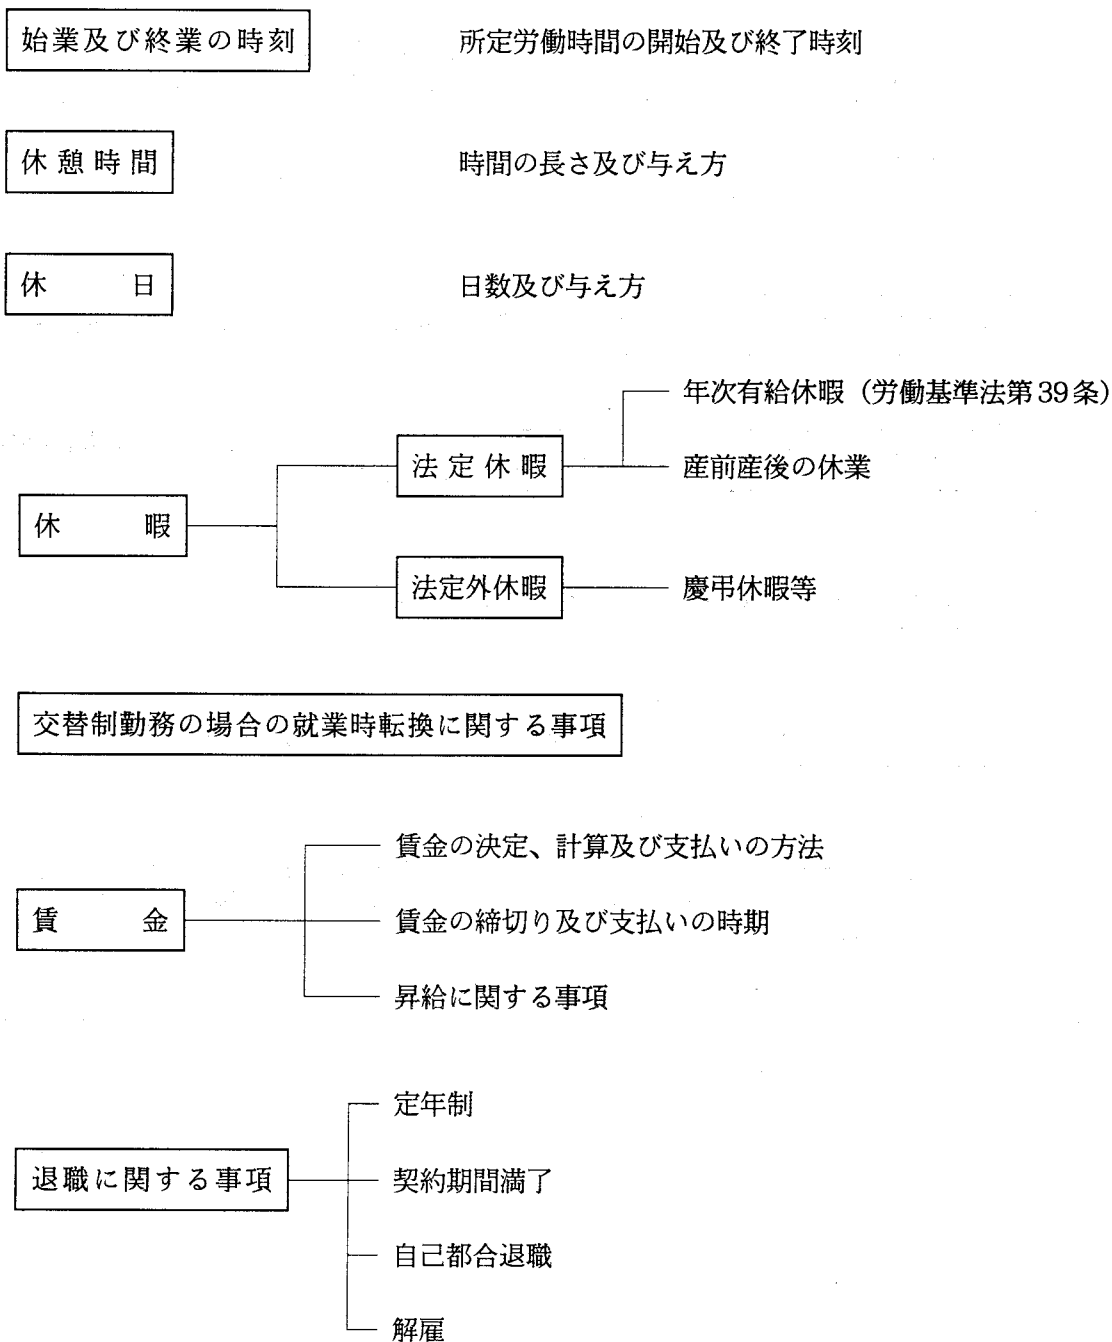 始業及び終業の時刻 所定労働時間の開始及び終了時刻
休憩時間 時間の長さ及び与え方
休日 日数及び与え方
年次有給休暇（労働基準法第39条）
法定休暇 産前産後の休業
休暇
法定外休暇 慶弔休暇等
交替制勤務の場合の就業時転換に関する事項
賃金の決定、計算及び支払いの方法
賃金 賃金の締切り及び支払いの時期
昇給に関する事項
定年制
退職に関する事項 契約期間満了
自己都合退職
解雇